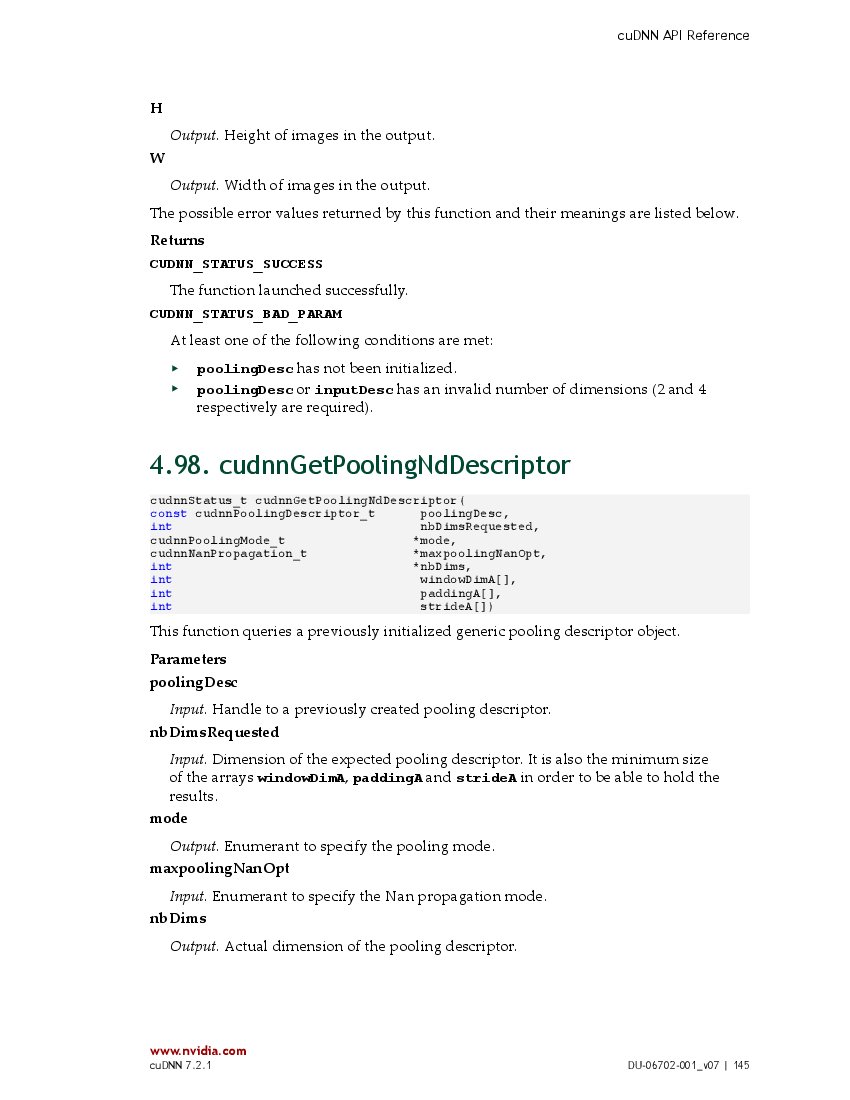 cuDNN API Reference
H
Output. Height of images in the output.
W
Output. Width of images in the output.
The possible error values returned by this function and their meanings are listed below.
Returns
CUDNN_STATUS_SUCCESS
The function launched successfully.
CUDNN_STATUS_BAD_PARAM
At least one of the following conditions are met:
▸ poolingDesc has not been initialized.
▸ poolingDesc or inputDesc has an invalid number of dimensions (2 and 4
respectively are required).
4.98. cudnnGetPoolingNdDescriptor
cudnnStatus_t cudnnGetPoolingNdDescriptor(
const cudnnPoolingDescriptor_t poolingDesc,
int nbDimsRequested,
cudnnPoolingMode_t *mode,
cudnnNanPropagation_t *maxpoolingNanOpt,
int *nbDims,
int windowDimA[],
int paddingA[],
int strideA[])
This function queries a previously initialized generic pooling descriptor object.
Parameters
poolingDesc
Input. Handle to a previously created pooling descriptor.
nbDimsRequested
Input. Dimension of the expected pooling descriptor. It is also the minimum size
of the arrays windowDimA, paddingA and strideA in order to be able to hold the
results.
mode
Output. Enumerant to specify the pooling mode.
maxpoolingNanOpt
Input. Enumerant to specify the Nan propagation mode.
nbDims
Output. Actual dimension of the pooling descriptor.
www.nvidia.com
cuDNN 7.2.1 DU-06702-001_v07 | 145